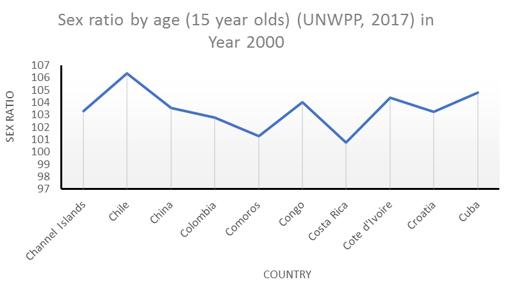 Sex ratio by age (15 year olds) (UNWPP, 2017) in
Year 2000
SEX RATIO
107
106
105
104
103
102
101
100
99
98
97
Channel Islands
Chile
China
Colombia
Comoros
Congo
Costa Rica
Cote d'Ivoire
Croatia
Cuba
COUNTRY